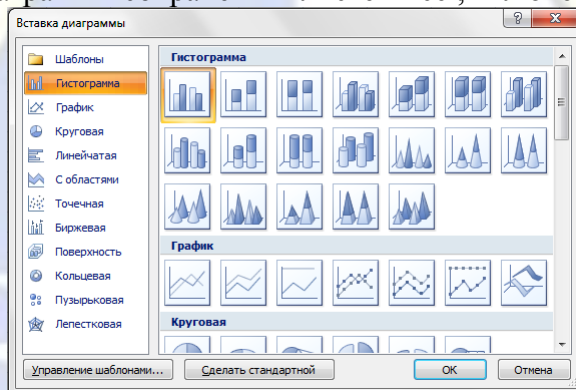 Вставка диаграммы
Шаблоны
Гистограмма
График
Круговая
Линейчатая
С областями
Точечная
Биржевая
Поверхность
Кольцевая
Пузырьковая
Лепестковая
Гистограмма
График
Круговая
Управление шаблонами...
Сделать стандартной
ОК
Отмена